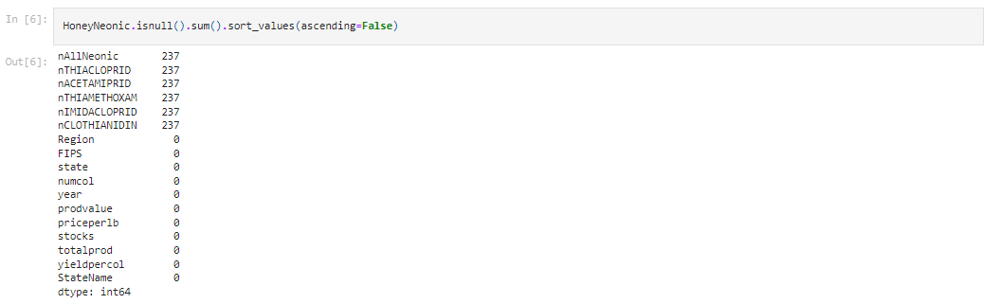 In [6]: HoneyNeonic.isnull().sum().sort_values(ascending=False)
Out[6]: nAllNeonic 237
nTHIACLOPRID 237
nACETAMIPRID 237
nTHIAMETHOXAM 237
nIMIDACLOPRID 237
nCLOTHIANIDIN 237
Region 0
FIPS 0
state 0
numcol 0
year 0
prodvalue 0
priceperlb 0
stocks 0
totalprod 0
yieldpercol 0
StateName 0
dtype: int64